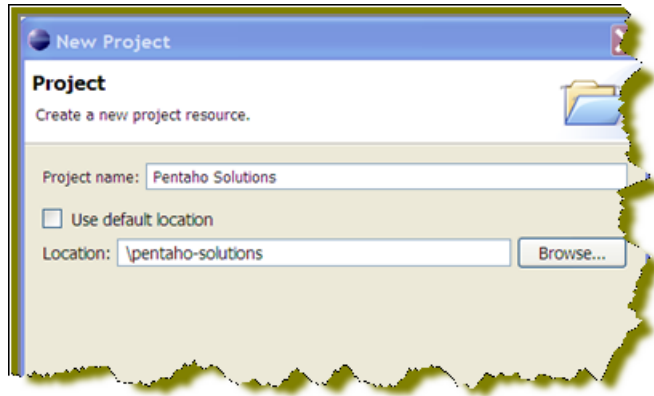 New Project
Project
Create a new project resource.
Project name: Pentaho Solutions
Use default location
Location: \pentaho-solutions Browse...